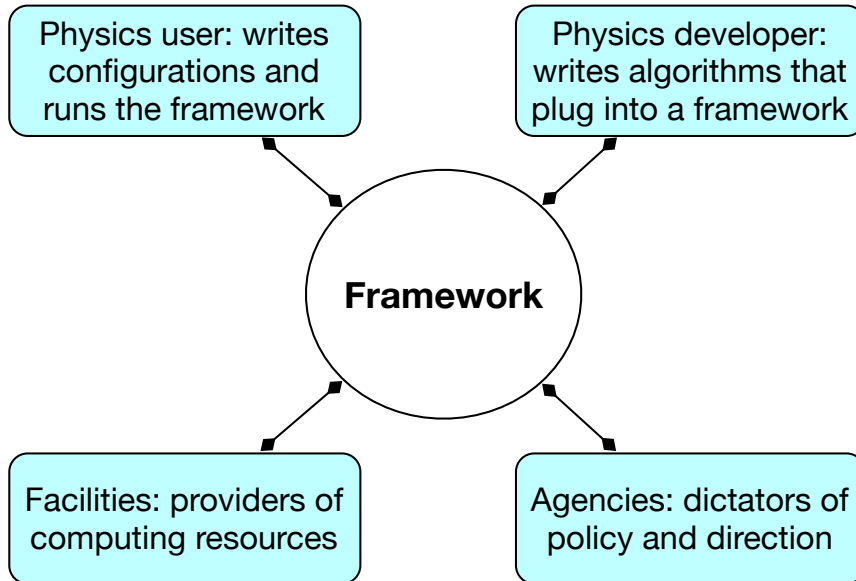 Physics user: writes
configurations and
runs the framework
Physics developer:
writes algorithms that
plug into a framework
Framework
Facilities: providers of
computing resources
Agencies: dictators of
policy and direction